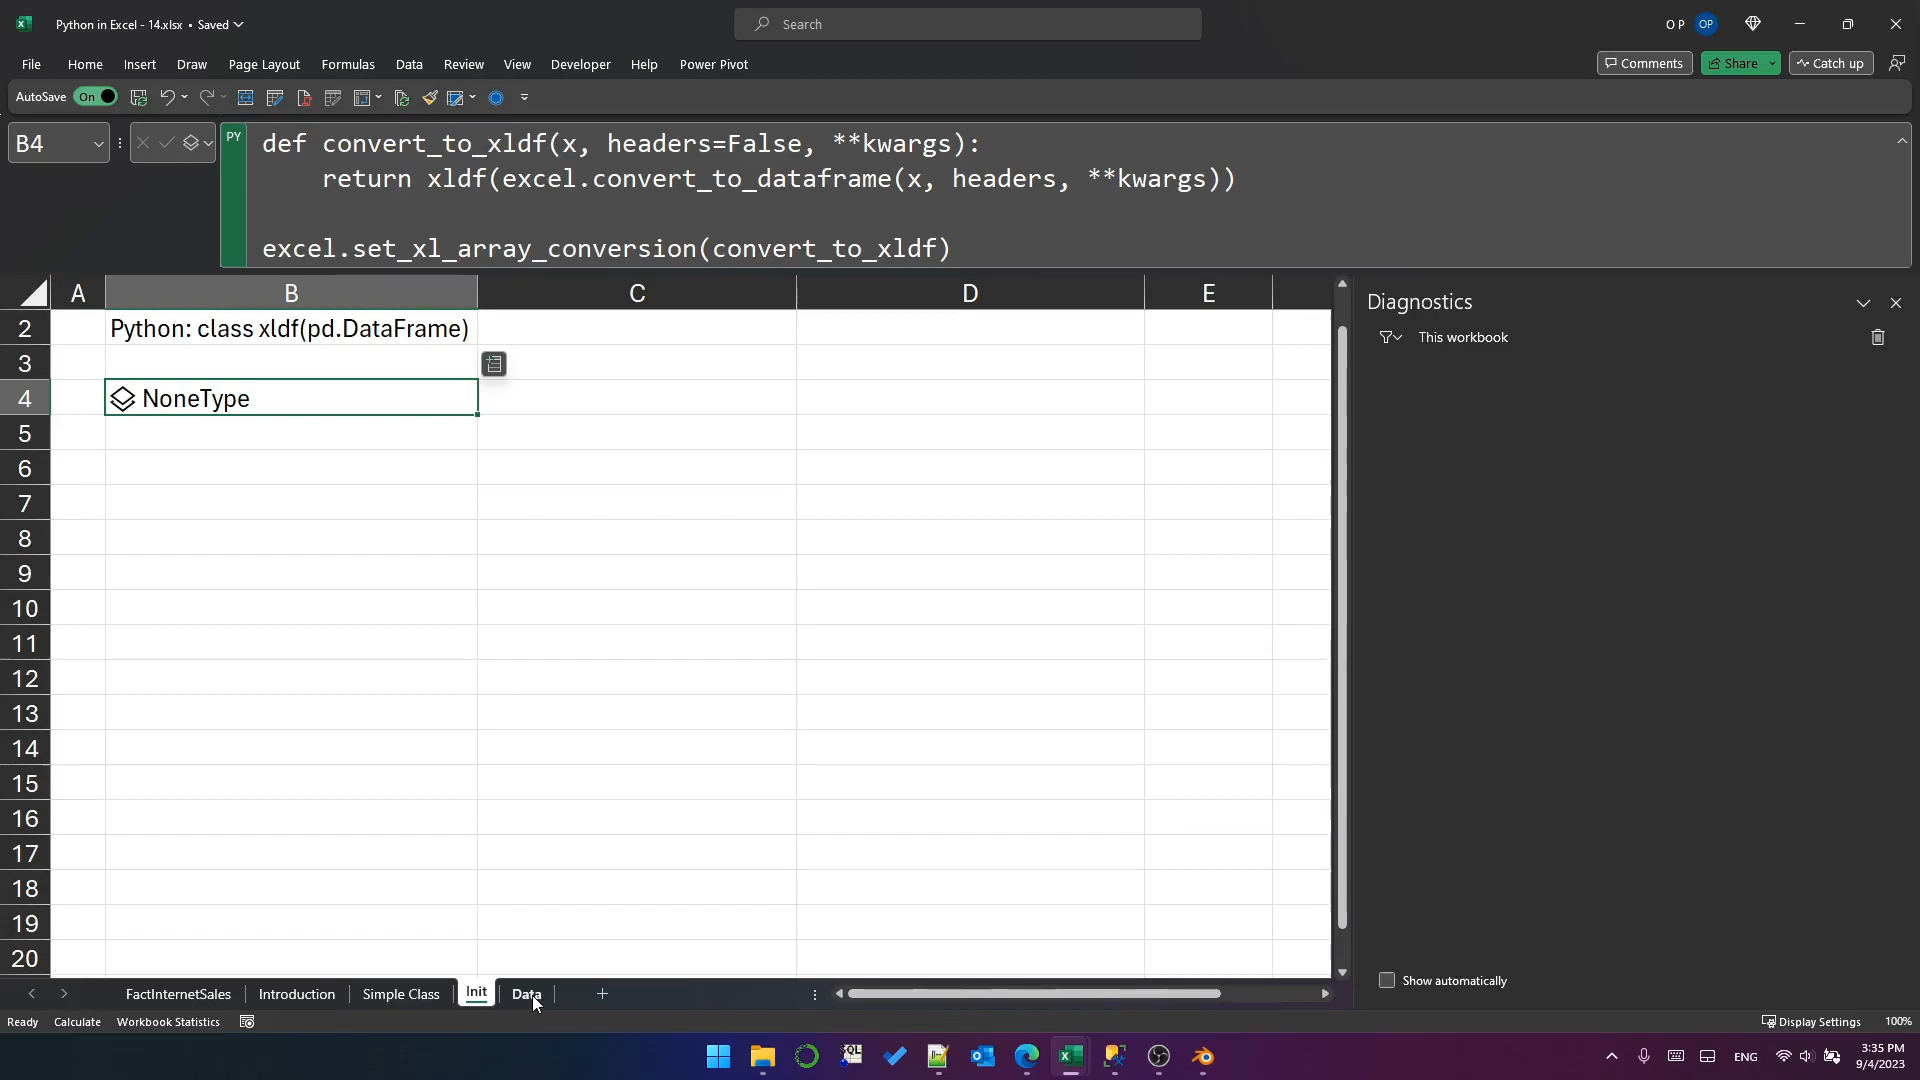 Python in Excel - 14.xlsx • Saved
Search
O P
OP
File
Home
Insert
Draw
Page Layout
Formulas
Data
Review
View
Developer
Help
Power Pivot
Comments
Share
Catch up
AutoSave
On
B4
PY
def convert_to_xldf(x, headers=False, **kwargs):
return xldf(excel.convert_to_dataframe(x, headers, **kwargs))
excel.set_xl_array_conversion(convert_to_xldf)
A
B
C
D
E
Diagnostics
2
Python: class xldf(pd.DataFrame)
This workbook
3
4
NoneType
5
6
7
8
9
10
11
12
13
14
15
16
17
18
19
20
Show automatically
FactInternetSales
Introduction
Simple Class
Init
Data
Ready
Calculate
Workbook Statistics
Display Settings
100%
QL
ENG
3:35 PM
9/4/2023